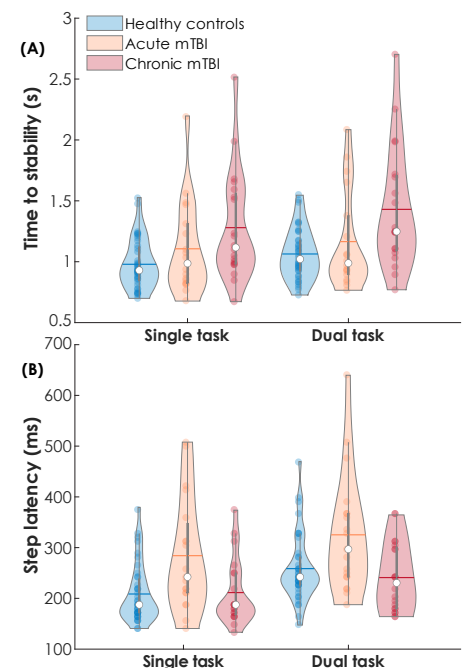 (A)
Healthy controls
Acute mTBI
Chronic mTBI
Time to stability (s)
3
2.5
2
1.5
1
0.5
Single task
Dual task
(B)
Step latency (ms)
700
600
500
400
300
200
100
Single task
Dual task